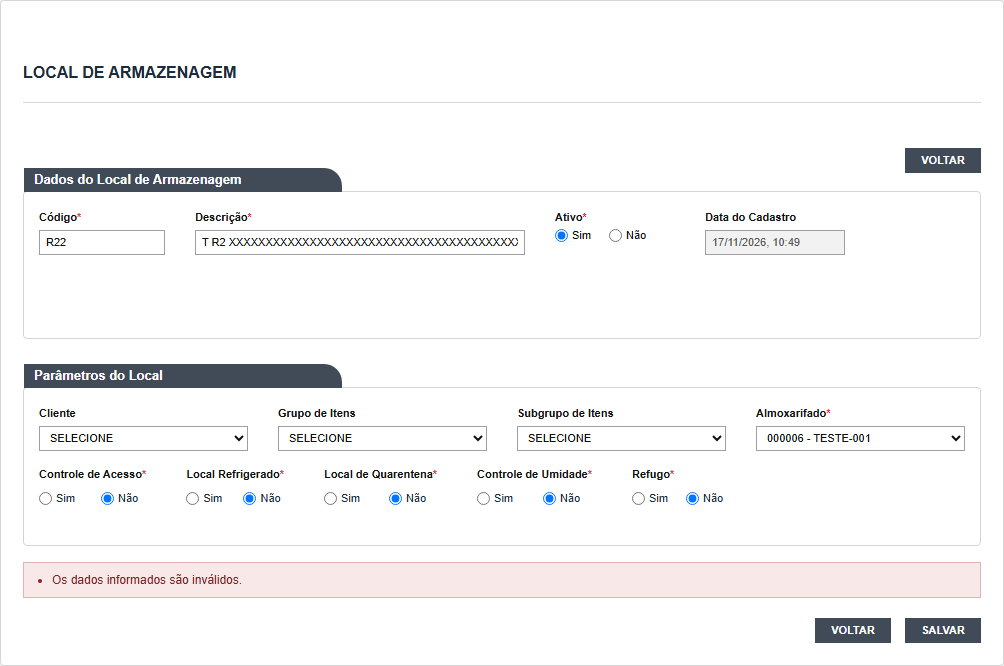 LOCAL DE ARMAZENAGEM
VOLTAR
Dados do Local de Armazenagem
Código* Descrição* Ativo* Data do Cadastro
R22 T R2 XXXXXXXXXXXXXXXXXXXXXXXXXXXXXXXXXXXXXXXX Sim Não 17/11/2026, 10:49
Parâmetros do Local
Cliente Grupo de Itens Subgrupo de Itens Almoxarifado*
SELECIONE SELECIONE SELECIONE 000006 - TESTE-001
Controle de Acesso* Local Refrigerado* Local de Quarentena* Controle de Umidade* Refugo*
Sim Não Sim Não Sim Não Sim Não Sim Não
Os dados informados são inválidos.
VOLTAR SALVAR